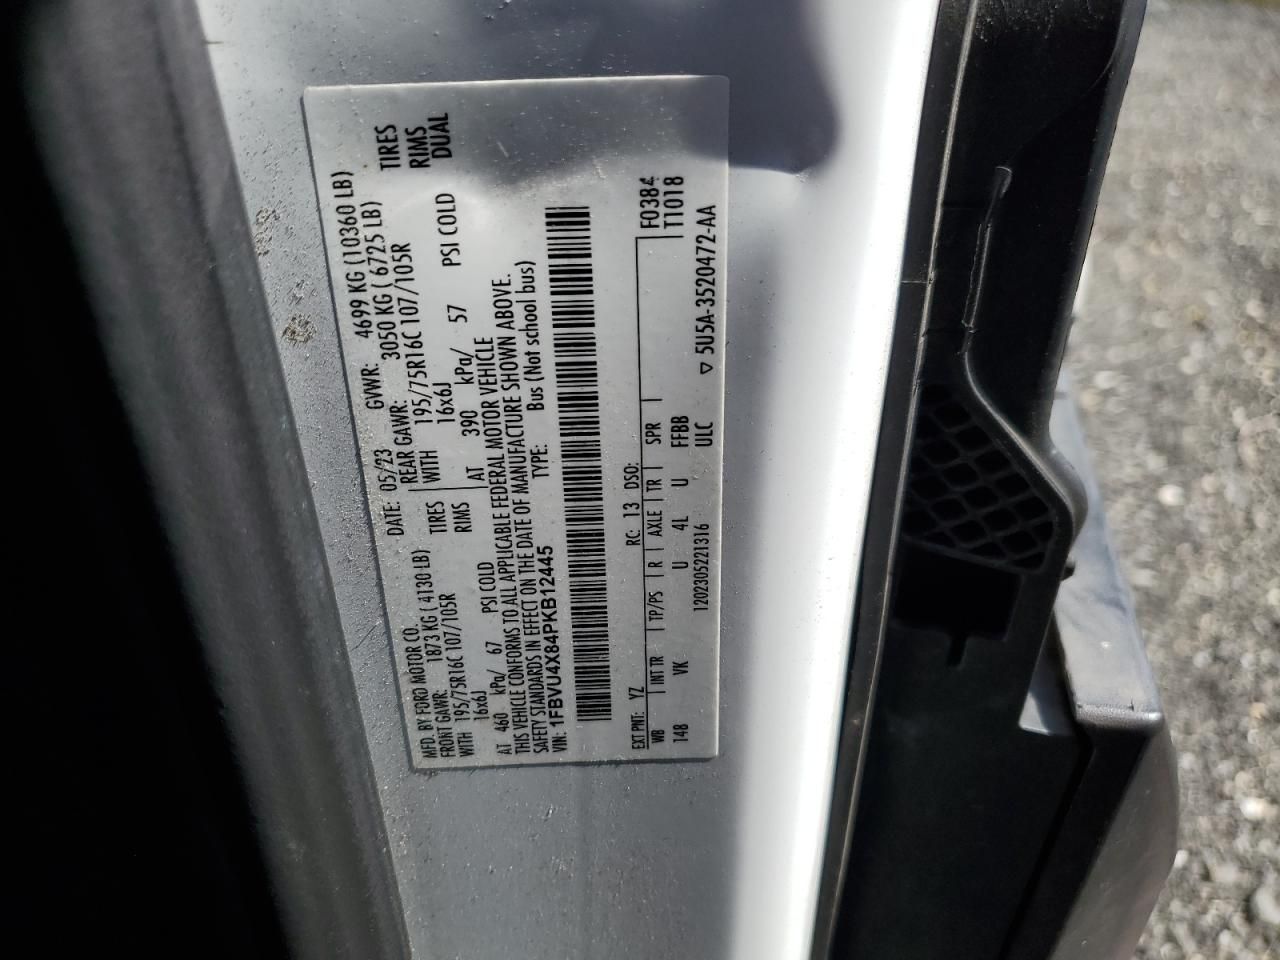 MFD. BY FORD MOTOR CO. DATE: 05/23 GVWR: 4699 KG (10360 LB)
FRONT GAWR: 1873 KG ( 4130 LB) REAR GAWR: 3050 KG ( 6725 LB)
WITH 195/75R16C 107/105R TIRES WITH 195/75R16C 107/105R TIRES
16x6J RIMS 16x6J RIMS
AT 460 kPa/ 67 PSI COLD AT 390 kPa/ 57 PSI COLD DUAL
THIS VEHICLE CONFORMS TO ALL APPLICABLE FEDERAL MOTOR VEHICLE
SAFETY STANDARDS IN EFFECT ON THE DATE OF MANUFACTURE SHOWN ABOVE.
VIN: 1FBVU4X84PKB12445 TYPE: Bus (Not school bus)
EXT PNT: YZ RC: 13 DSO: F0384
WB INT TR TP/PS R AXLE TR SPR T1018
148 VK U 4L U FFBB
1202305221316 ULC ▽ 5U5A-3520472-AA